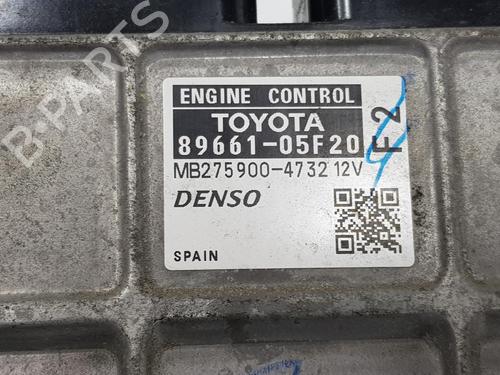 ENGINE CONTROL
TOYOTA
89661-05F20
F2
MB275900-4732 12V
DENSO
SPAIN
B-PARTS